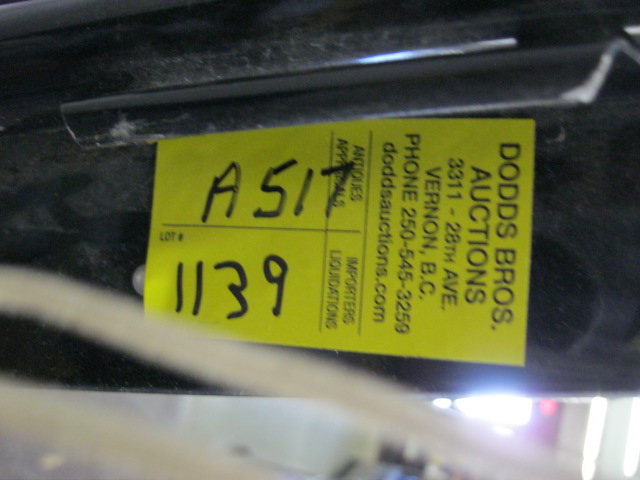 DODDS BROS.
AUCTIONS
3311 - 28TH AVE.
VERNON, B.C.
PHONE 250-545-3259
doddsauctions.com
ANTIQUES IMPORTERS
APPRAISALS LIQUIDATIONS
A517
LOT #
1139